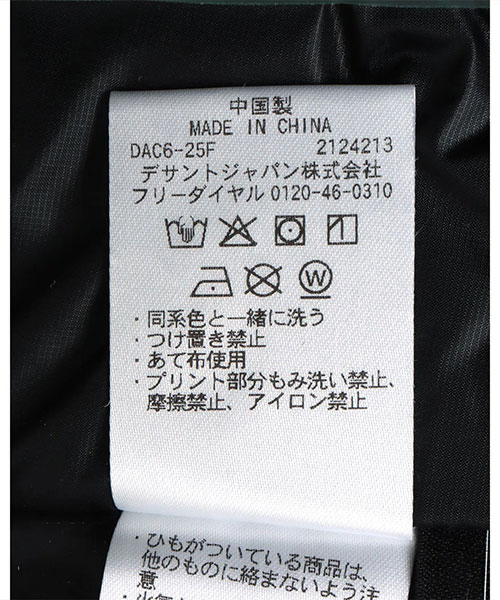 中国製
MADE IN CHINA
DAC6-25F 2124213
デサントジャパン株式会社
フリーダイヤル 0120-46-0310
W
・同系色と一緒に洗う
・つけ置き禁止
・あて布使用
・プリント部分もみ洗い禁止、
摩擦禁止、アイロン禁止
・ひもがついている商品は、
他のものに絡まないよう注
意